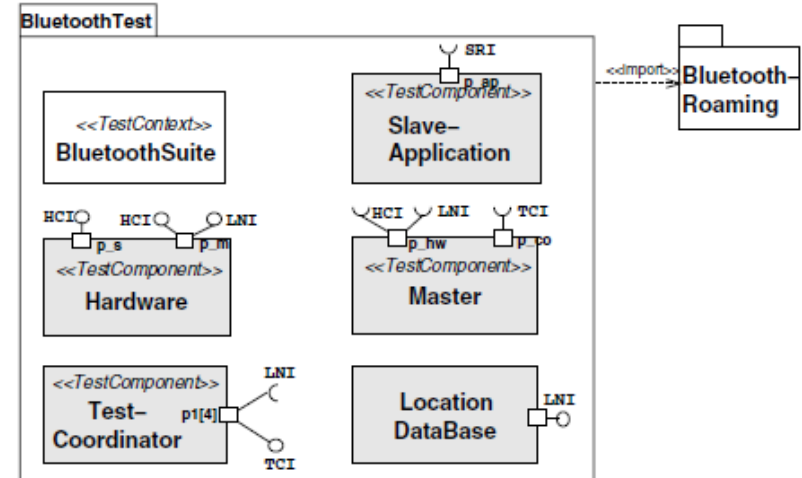 BluetoothTest
<<TestContext>>
BluetoothSuite
SRI
p_ap
<<TestComponent>>
Slave–
Application
<<Import>>
Bluetooth–
Roaming
HCI
HCI
LNI
p_s
p_m
<<TestComponent>>
Hardware
HCI
LNI
TCI
p_hw
p_co
<<TestComponent>>
Master
<<TestComponent>>
Test–
Coordinator
p1[4]
LNI
TCI
Location
DataBase
LNI